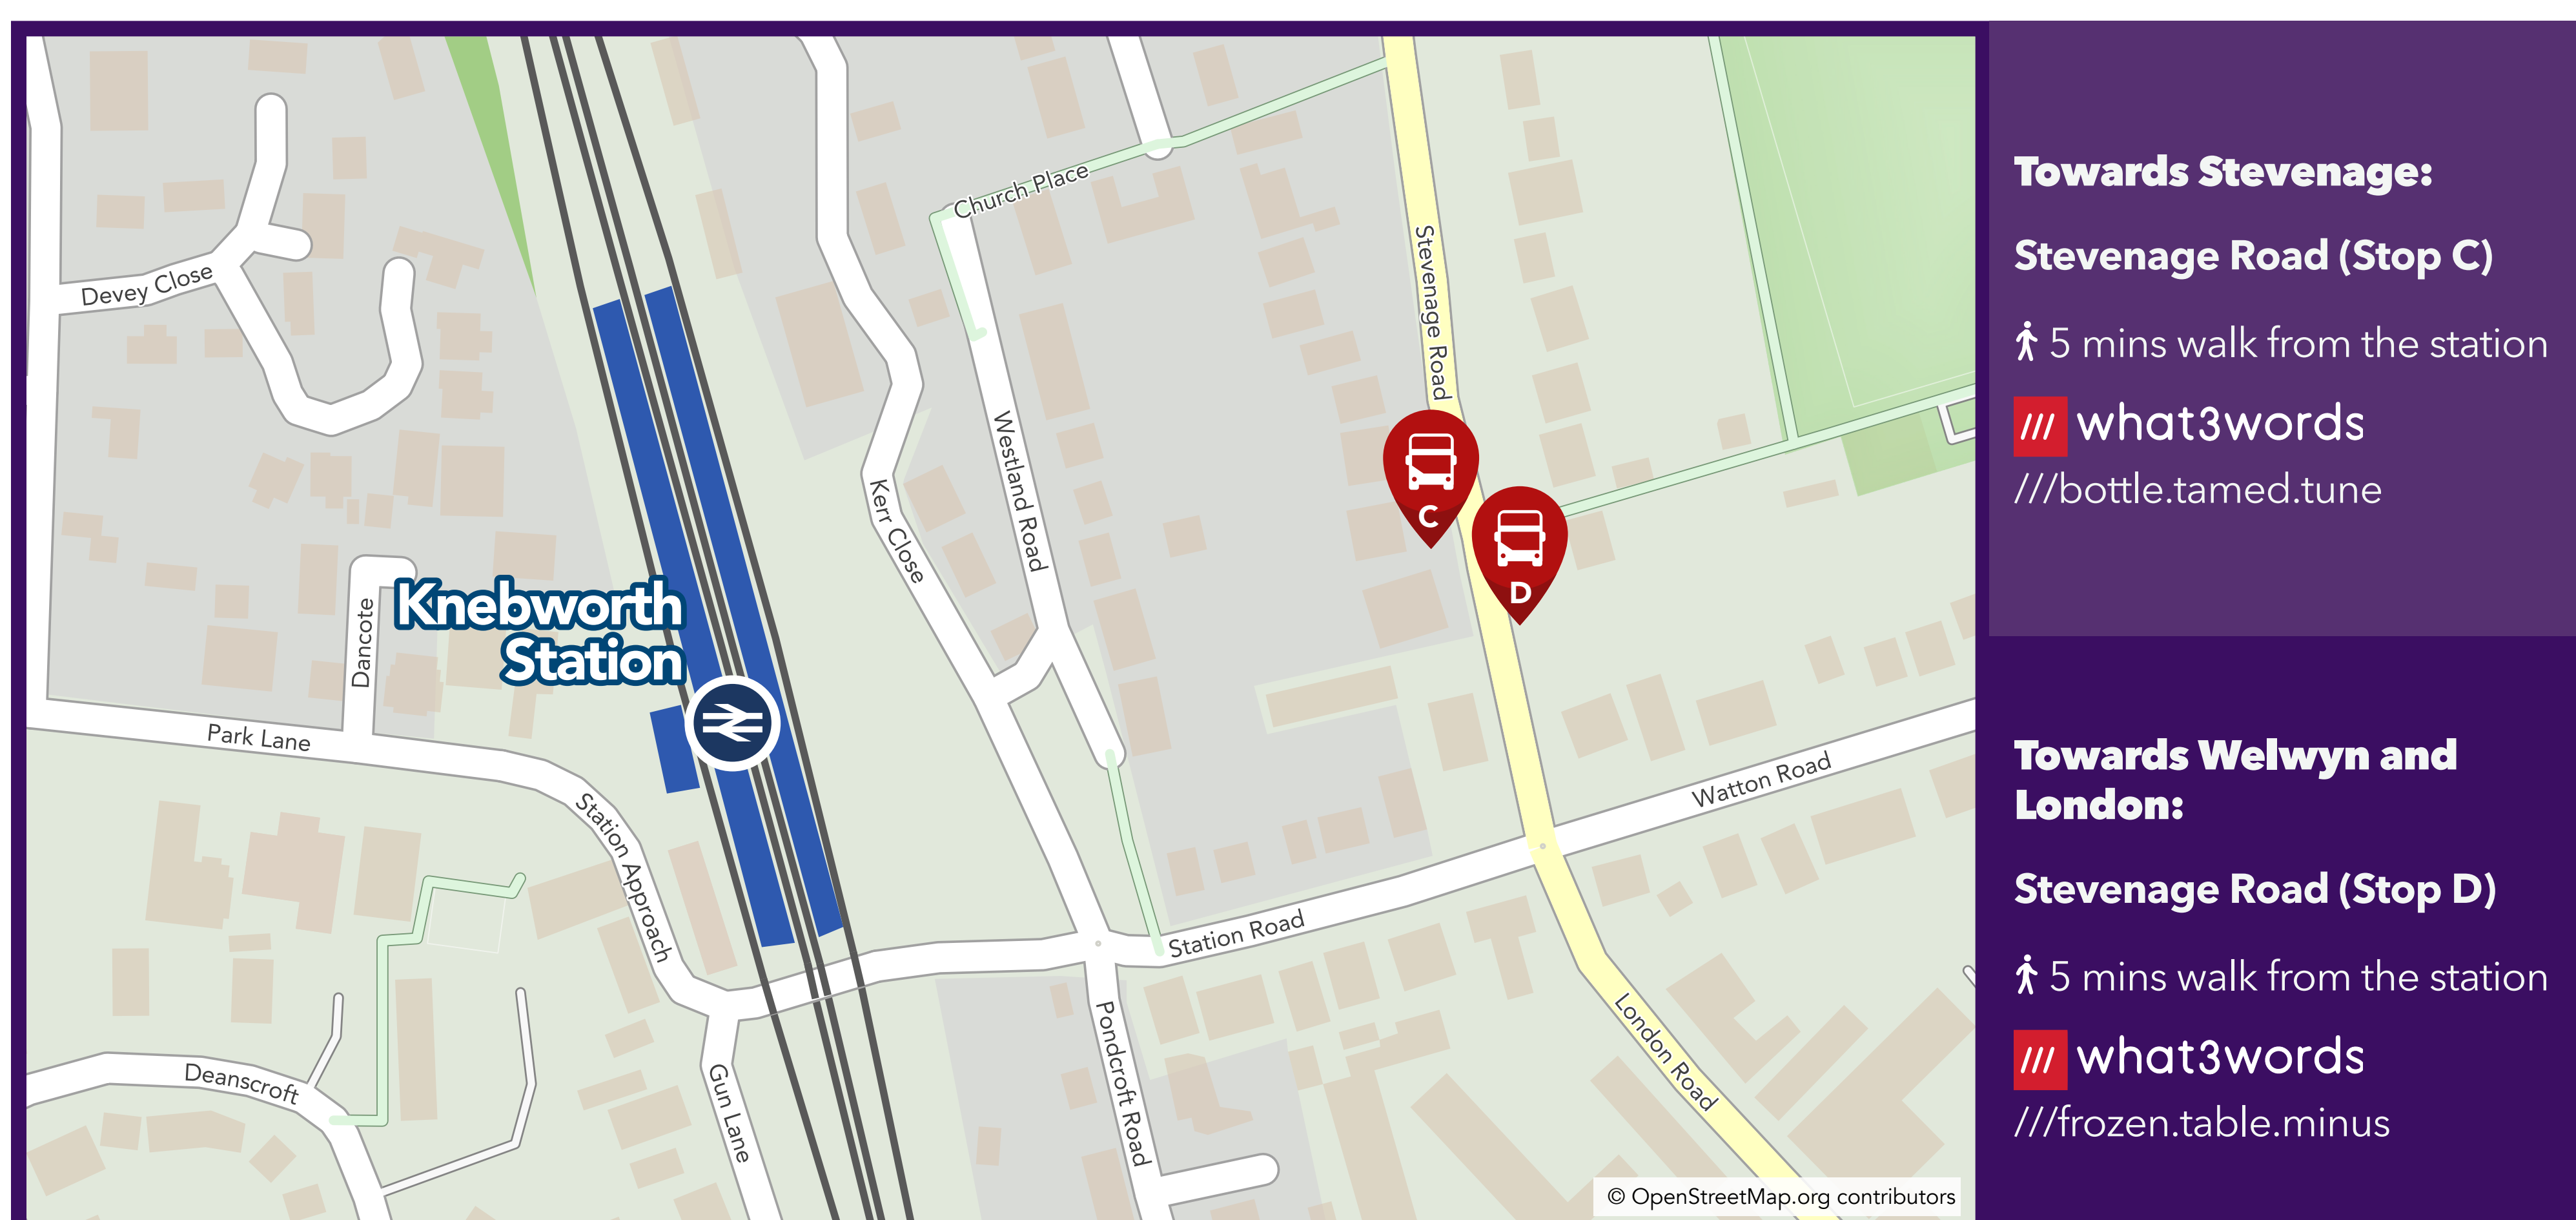 Church Place
Devey Close
Stevenage Road
Westland Road
Kerr Close
C
D
Knebworth
Station
Dancote
Park Lane
Station Approach
Watton Road
Station Road
London Road
Pondcroft Road
Gun Lane
Deanscroft
© OpenStreetMap.org contributors
Towards Stevenage:
Stevenage Road (Stop C)
5 mins walk from the station
/// what3words
///bottle.tamed.tune
Towards Welwyn and
London:
Stevenage Road (Stop D)
5 mins walk from the station
/// what3words
///frozen.table.minus